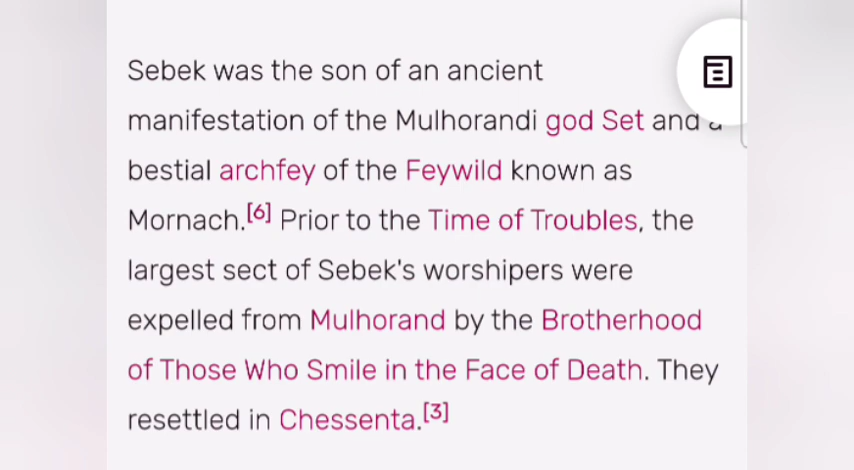 Sebek was the son of an ancient
manifestation of the Mulhorandi god Set and a
bestial archfey of the Feywild known as
Mornach.[6] Prior to the Time of Troubles, the
largest sect of Sebek's worshipers were
expelled from Mulhorand by the Brotherhood
of Those Who Smile in the Face of Death. They
resettled in Chessenta.[3]